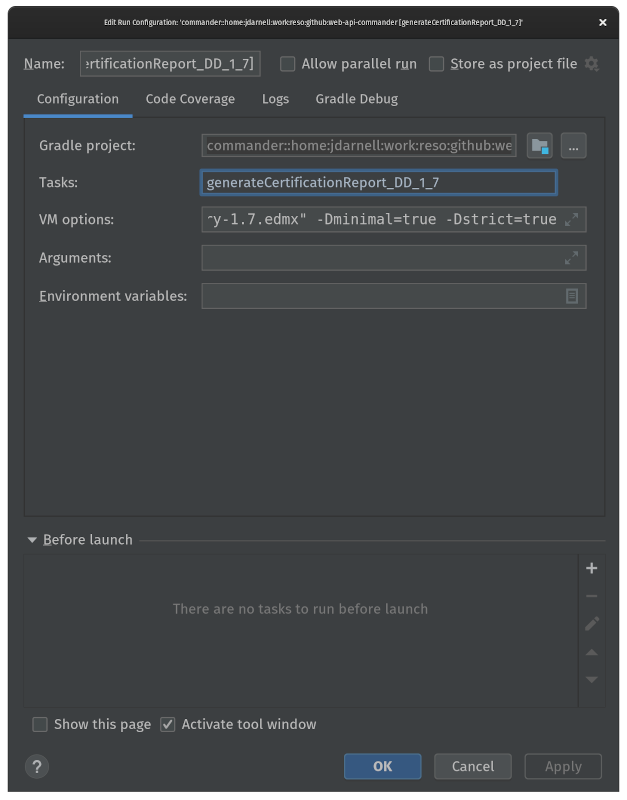 Edit Run Configuration: 'commander::home:jdarnell:work:reso:github:web-api-commander [generateCertificationReport_DD_1_7]'
Name: ertificationReport_DD_1_7] Allow parallel run Store as project file
Configuration Code Coverage Logs Gradle Debug
Gradle project: commander::home:jdarnell:work:reso:github:we ...
Tasks: generateCertificationReport_DD_1_7
VM options: y-1.7.edmx" -Dminimal=true -Dstrict=true
Arguments:
Environment variables:
Before launch
There are no tasks to run before launch
Show this page Activate tool window
? OK Cancel Apply